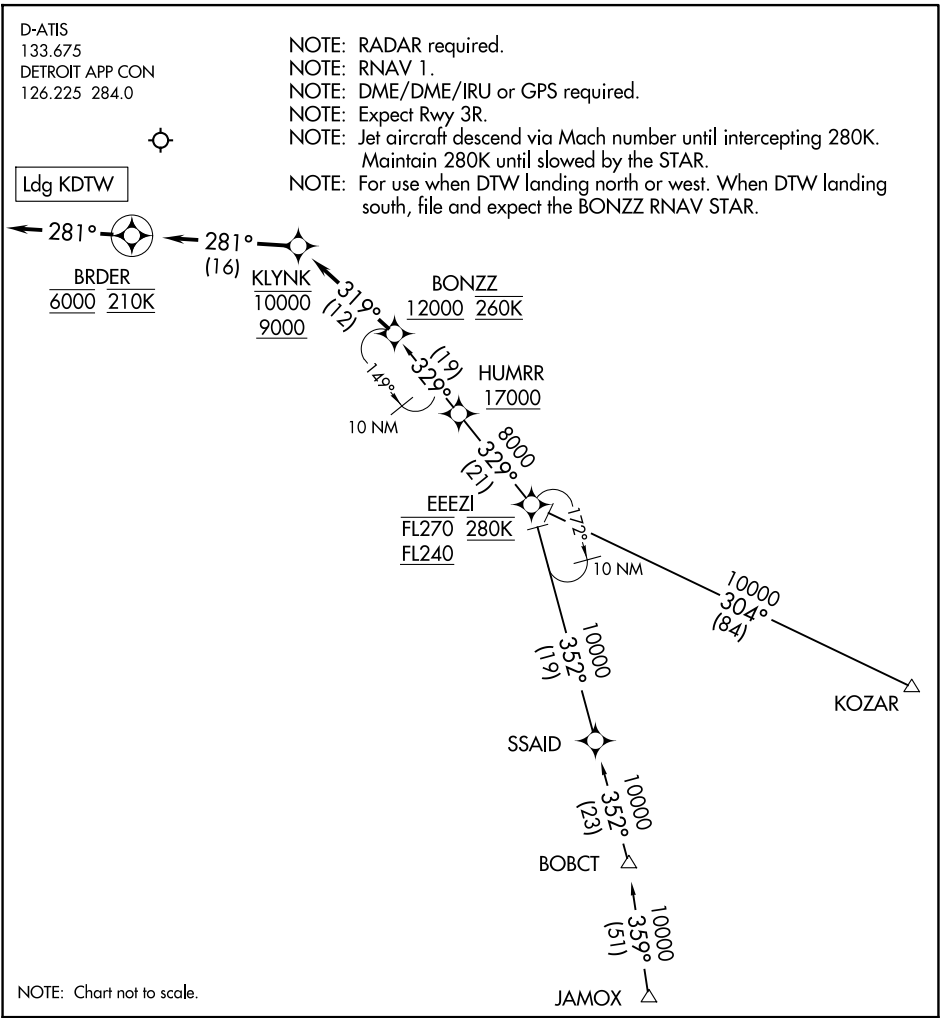 D-ATIS
133.675
DETROIT APP CON
126.225 284.0
NOTE: RADAR required.
NOTE: RNAV 1.
NOTE: DME/DME/IRU or GPS required.
NOTE: Expect Rwy 3R.
NOTE: Jet aircraft descend via Mach number until intercepting 280K.
Maintain 280K until slowed by the STAR.
NOTE: For use when DTW landing north or west. When DTW landing
south, file and expect the BONZZ RNAV STAR.
Ldg KDTW
281°
BRDER
6000 210K
281°
(16)
KLYNK
10000
9000
319°
(12)
BONZZ
12000 260K
149°
10 NM
(19)
329°
HUMRR
17000
8000
329°
(21)
EEEZI
FL270 280K
FL240
172°
10 NM
10000
304°
(84)
KOZAR
10000
352°
(19)
SSAID
10000
352°
(23)
BOBCT
10000
359°
(51)
JAMOX
NOTE: Chart not to scale.